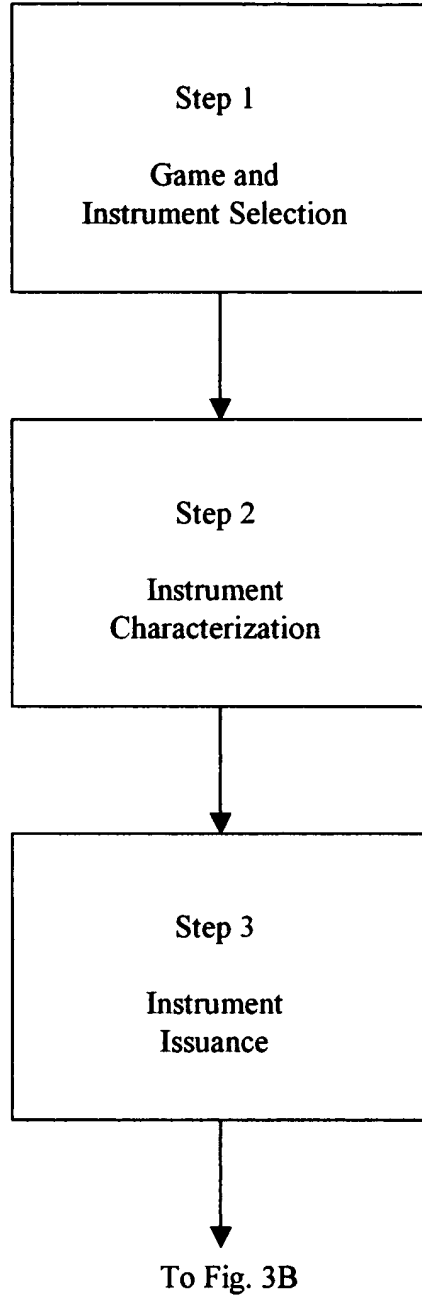 Step 1
Game and
Instrument Selection
Step 2
Instrument
Characterization
Step 3
Instrument
Issuance
To Fig. 3B